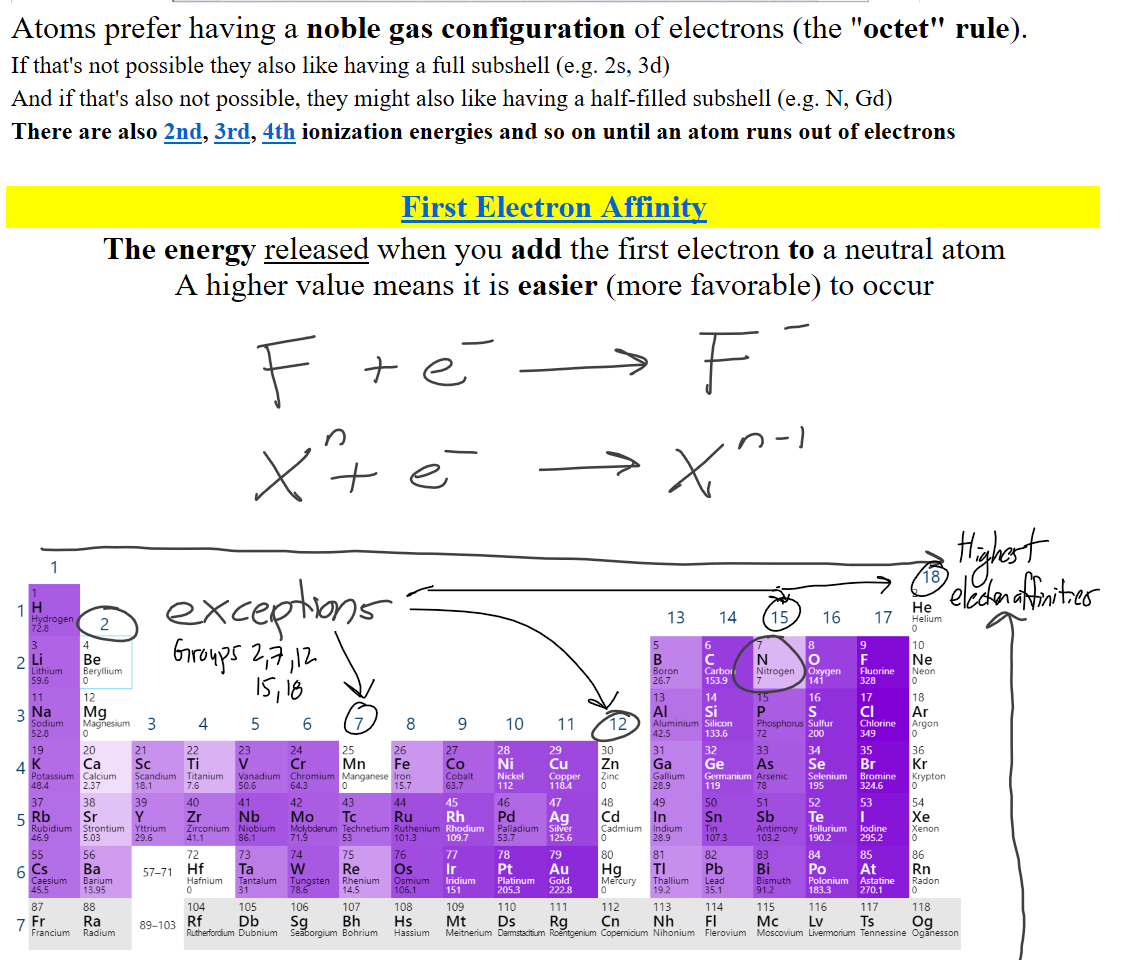 Atoms prefer having a noble gas configuration of electrons (the "octet" rule).
If that's not possible they also like having a full subshell (e.g. 2s, 3d)
And if that's also not possible, they might also like having a half-filled subshell (e.g. N, Gd)
There are also 2nd, 3rd, 4th ionization energies and so on until an atom runs out of electrons
First Electron Affinity
The energy released when you add the first electron to a neutral atom
A higher value means it is easier (more favorable) to occur
F + e⁻ → F⁻
Xⁿ + e⁻ → Xⁿ⁻¹
Highest
electron affinities
exceptions
Groups 2,7,12
15,18
1 2 3 4 5 6 7 8 9 10 11 12 13 14 15 16 17 18
1
1 H Hydrogen 72.8
He Helium 0
2
3 Li Lithium 59.6
4 Be Beryllium 0
5 B Boron 26.7
6 C Carbon 153.9
7 N Nitrogen 7
8 O Oxygen 141
9 F Fluorine 328
10 Ne Neon 0
3
11 Na Sodium 52.8
12 Mg Magnesium 0
13 Al Aluminium 42.5
14 Si Silicon 133.6
15 P Phosphorus 72
16 S Sulfur 200
17 Cl Chlorine 349
18 Ar Argon 0
4
19 K Potassium 48.4
20 Ca Calcium 2.37
21 Sc Scandium 18.1
22 Ti Titanium 7.6
23 V Vanadium 50.6
24 Cr Chromium 64.3
25 Mn Manganese 0
26 Fe Iron 15.7
27 Co Cobalt 63.7
28 Ni Nickel 112
29 Cu Copper 118.4
30 Zn Zinc 0
31 Ga Gallium 28.9
32 Ge Germanium 119
33 As Arsenic 78
34 Se Selenium 195
35 Br Bromine 324.6
36 Kr Krypton 0
5
37 Rb Rubidium 46.9
38 Sr Strontium 5.03
39 Y Yttrium 29.6
40 Zr Zirconium 41.1
41 Nb Niobium 86.1
42 Mo Molybdenum 71.9
43 Tc Technetium 53
44 Ru Ruthenium 101.3
45 Rh Rhodium 109.7
46 Pd Palladium 53.7
47 Ag Silver 125.6
48 Cd Cadmium 0
49 In Indium 28.9
50 Sn Tin 107.3
51 Sb Antimony 103.2
52 Te Tellurium 190.2
53 I Iodine 295.2
54 Xe Xenon 0
6
55 Cs Caesium 45.5
56 Ba Barium 13.95
57–71
72 Hf Hafnium 0
73 Ta Tantalum 31
74 W Tungsten 78.6
75 Re Rhenium 14.5
76 Os Osmium 106.1
77 Ir Iridium 151
78 Pt Platinum 205.3
79 Au Gold 222.8
80 Hg Mercury 0
81 Tl Thallium 19.2
82 Pb Lead 35.1
83 Bi Bismuth 91.2
84 Po Polonium 183.3
85 At Astatine 270.1
86 Rn Radon 0
7
87 Fr Francium
88 Ra Radium
89–103
104 Rf Rutherfordium
105 Db Dubnium
106 Sg Seaborgium
107 Bh Bohrium
108 Hs Hassium
109 Mt Meitnerium
110 Ds Darmstadtium
111 Rg Roentgenium
112 Cn Copernicium
113 Nh Nihonium
114 Fl Flerovium
115 Mc Moscovium
116 Lv Livermorium
117 Ts Tennessine
118 Og Oganesson